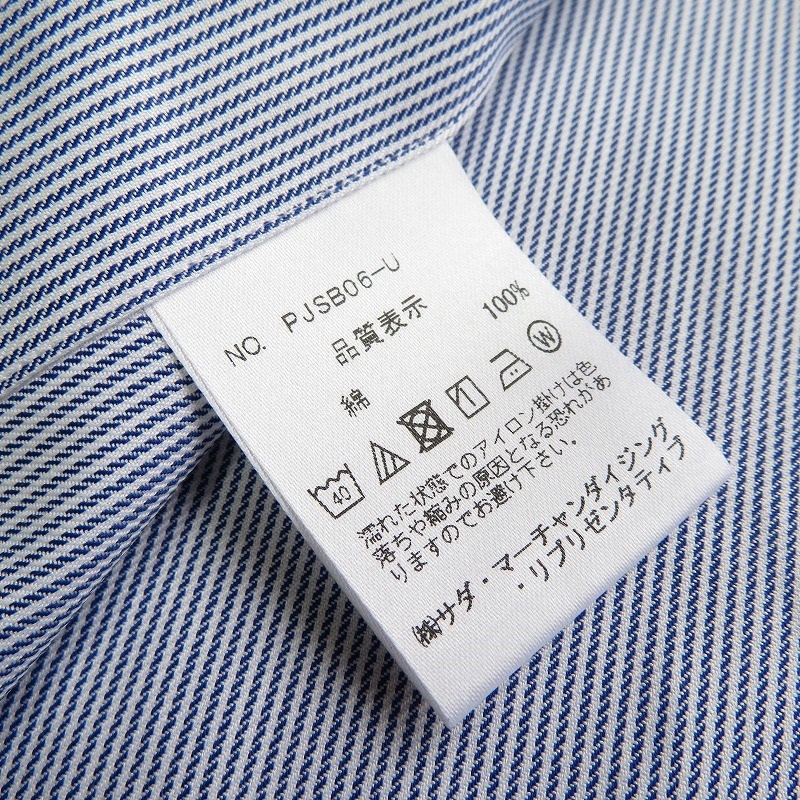 NO. PJSB06-U
品質表示
綿 100%
40 W
濡れた状態でのアイロン掛けは色
落ちや縮みの原因となる恐れがあ
りますのでお避け下さい。
㈱サダ・マーチャンダイジング
・リプリゼンタテイブ